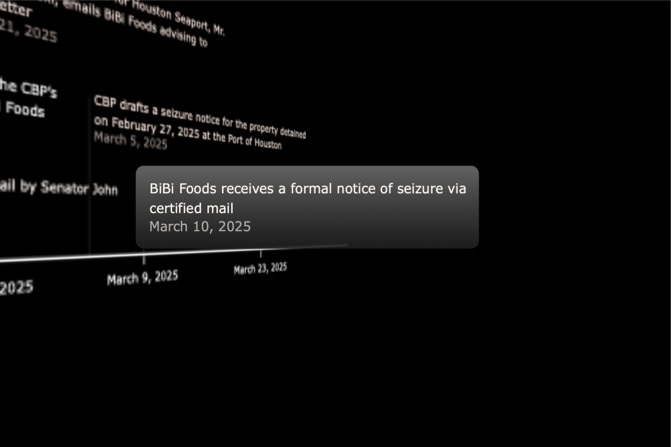 etter
21, 2025
Houston Seaport, Mr.
emails BiBi Foods advising to
he CBP's
Foods
CBP drafts a seizure notice for the property detained
on February 27, 2025 at the Port of Houston
March 5, 2025
ail by Senator John
BiBi Foods receives a formal notice of seizure via
certified mail
March 10, 2025
2025
March 9, 2025
March 23, 2025